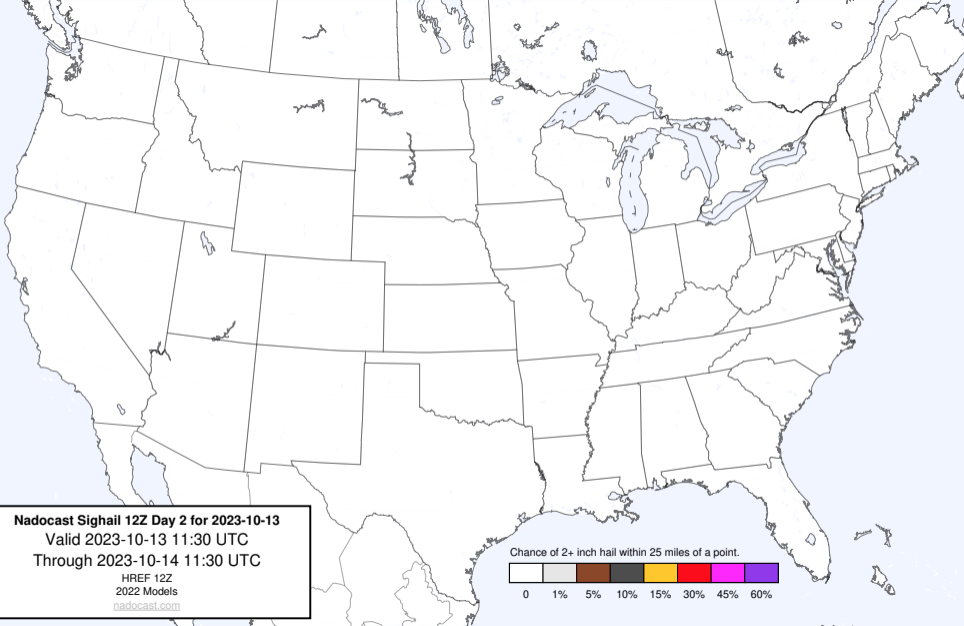 Nadocast Sighail 12Z Day 2 for 2023-10-13
Valid 2023-10-13 11:30 UTC
Through 2023-10-14 11:30 UTC
HREF 12Z
2022 Models
nadocast.com
Chance of 2+ inch hail within 25 miles of a point.
0 1% 5% 10% 15% 30% 45% 60%